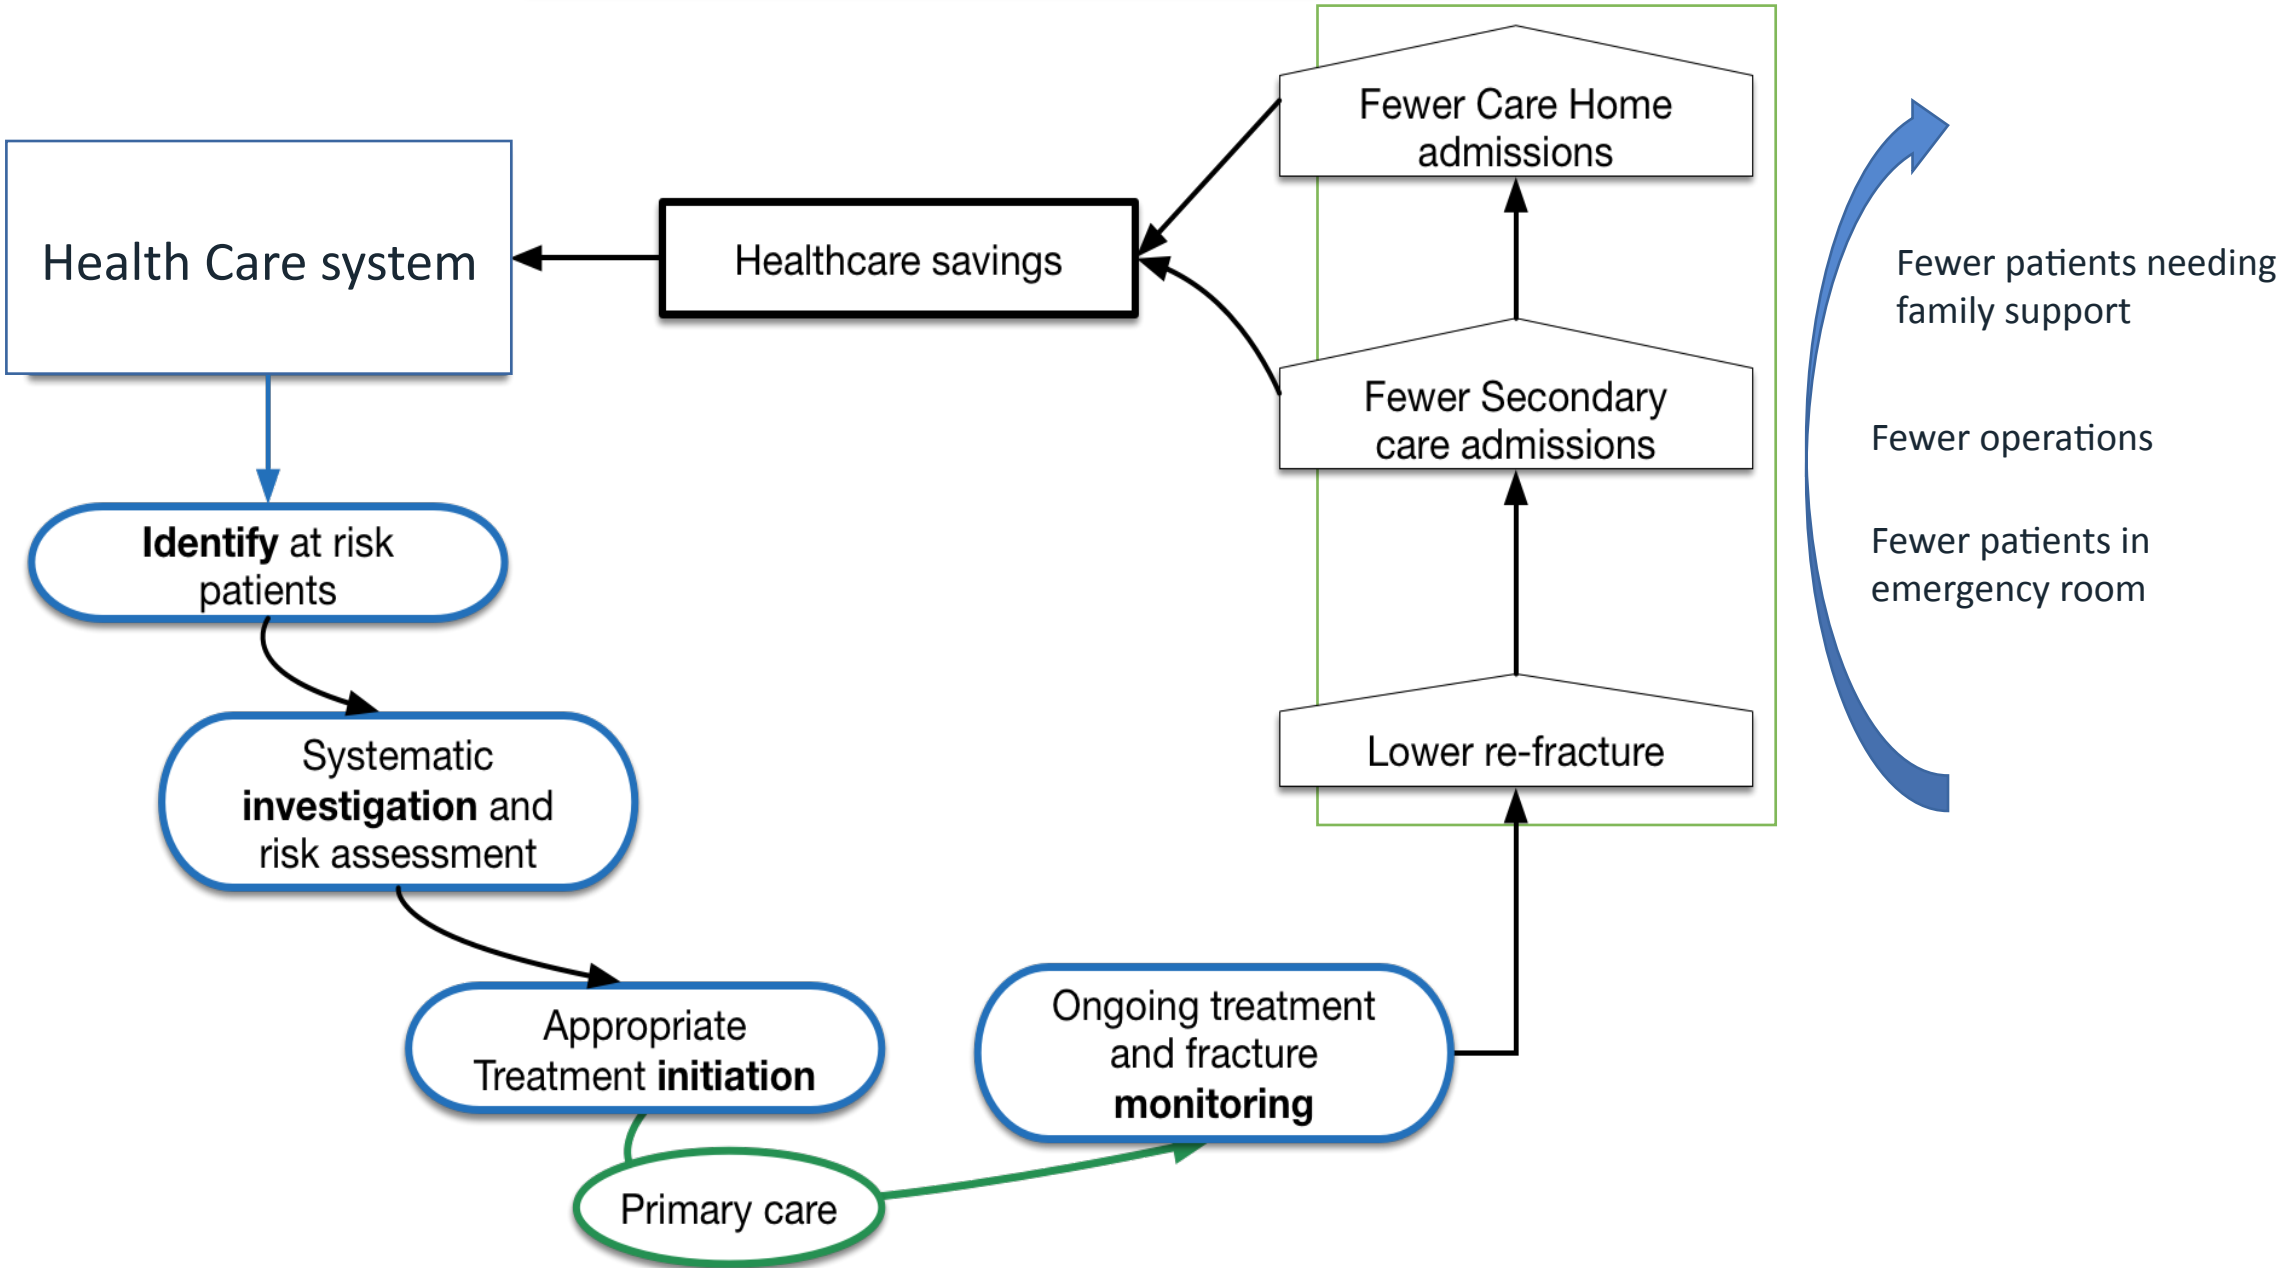 Fewer Care Home
admissions
Health Care system
Healthcare savings
Fewer patients needing
family support
Fewer Secondary
care admissions
Fewer operations
Identify at risk
patients
Fewer patients in
emergency room
Systematic
investigation and
risk assessment
Lower re-fracture
Appropriate
Treatment initiation
Ongoing treatment
and fracture
monitoring
Primary care